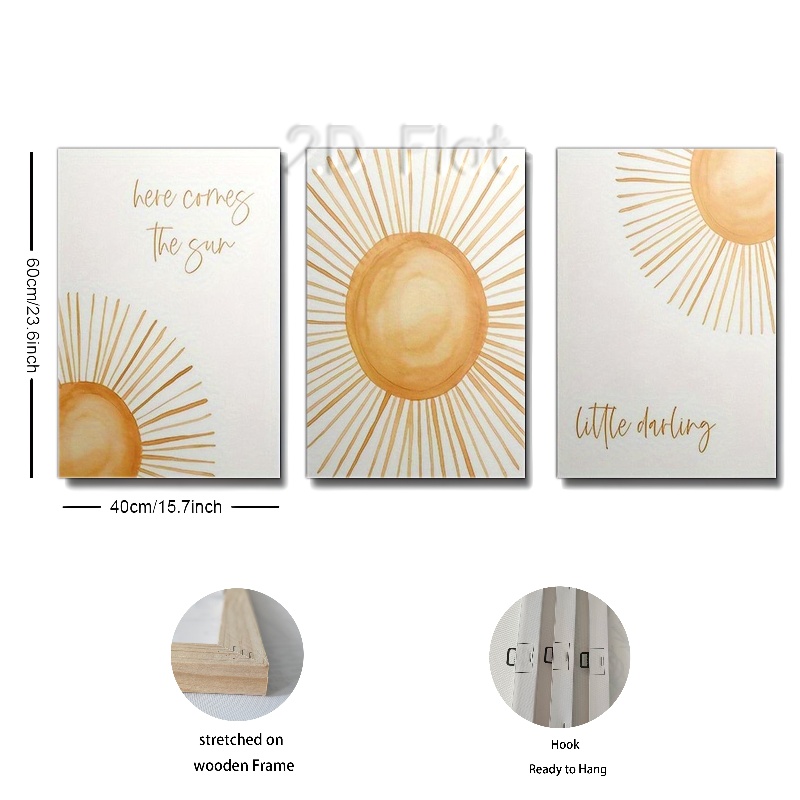 2D Flat
here comes
the sun
60cm/23.6inch
little darling
40cm/15.7inch
stretched on
wooden Frame
Hook
Ready to Hang